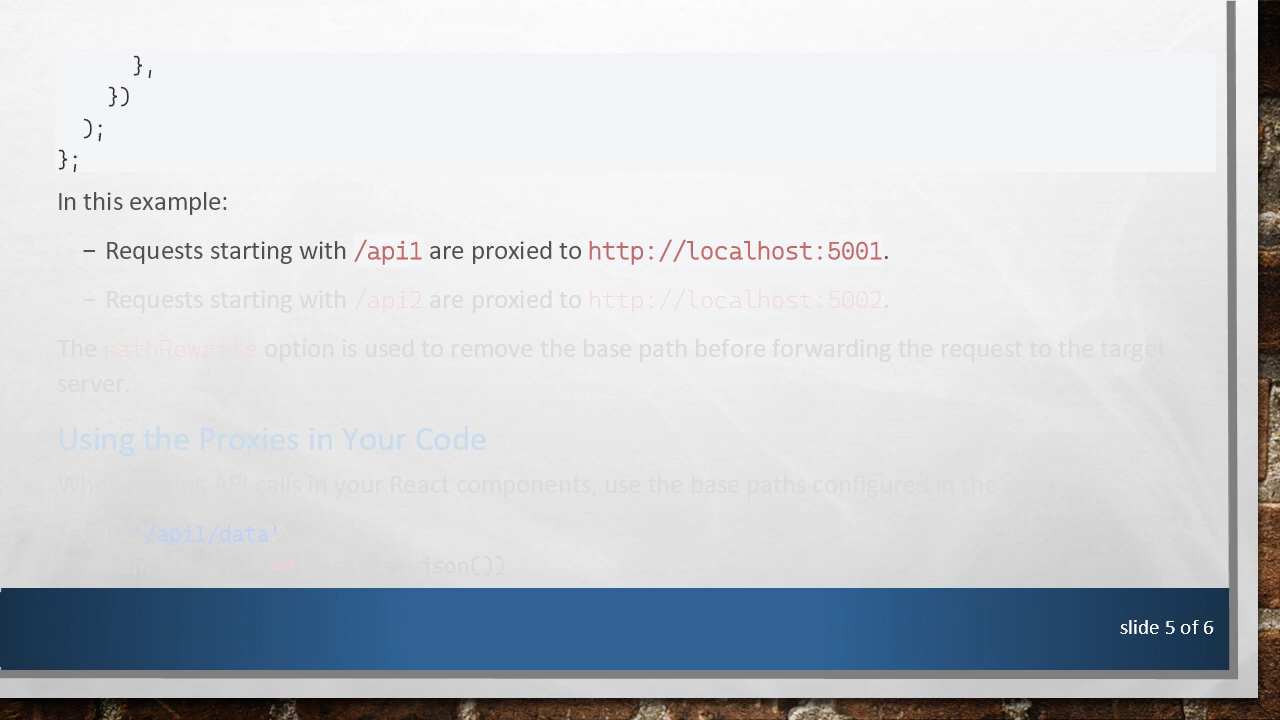 },
})
);
};
In this example:
– Requests starting with /api1 are proxied to http://localhost:5001.
– Requests starting with /api2 are proxied to http://localhost:5002.
The pathRewrite option is used to remove the base path before forwarding the request to the target
server.
Using the Proxies in Your Code
API calls in your React components, use the base paths configured in the
'/api1/data'
=> response.json())
slide 5 of 6